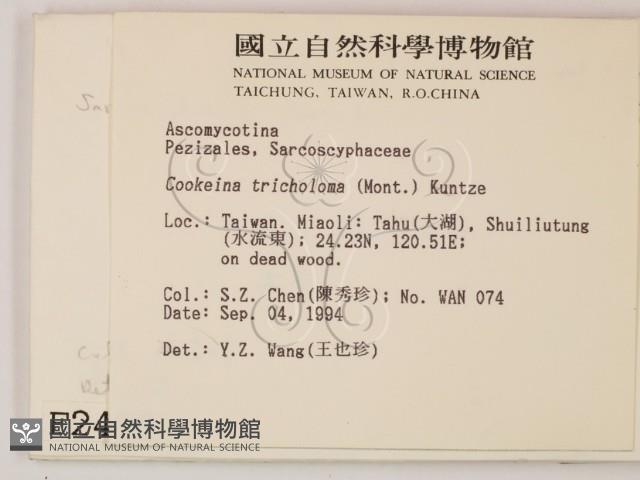 國立自然科學博物館
NATIONAL MUSEUM OF NATURAL SCIENCE
TAICHUNG, TAIWAN, R.O.CHINA
Ascomycotina
Pezizales, Sarcoscyphaceae
Cookeina tricholoma (Mont.) Kuntze
Loc.: Taiwan. Miaoli: Tahu(大湖), Shuiliutung
(水流東); 24.23N, 120.51E;
on dead wood.
Col.: S.Z. Chen(陳秀珍); No. WAN 074
Date: Sep. 04, 1994
Det.: Y.Z. Wang(王也珍)
F24
國立自然科學博物館
NATIONAL MUSEUM OF NATURAL SCIENCE